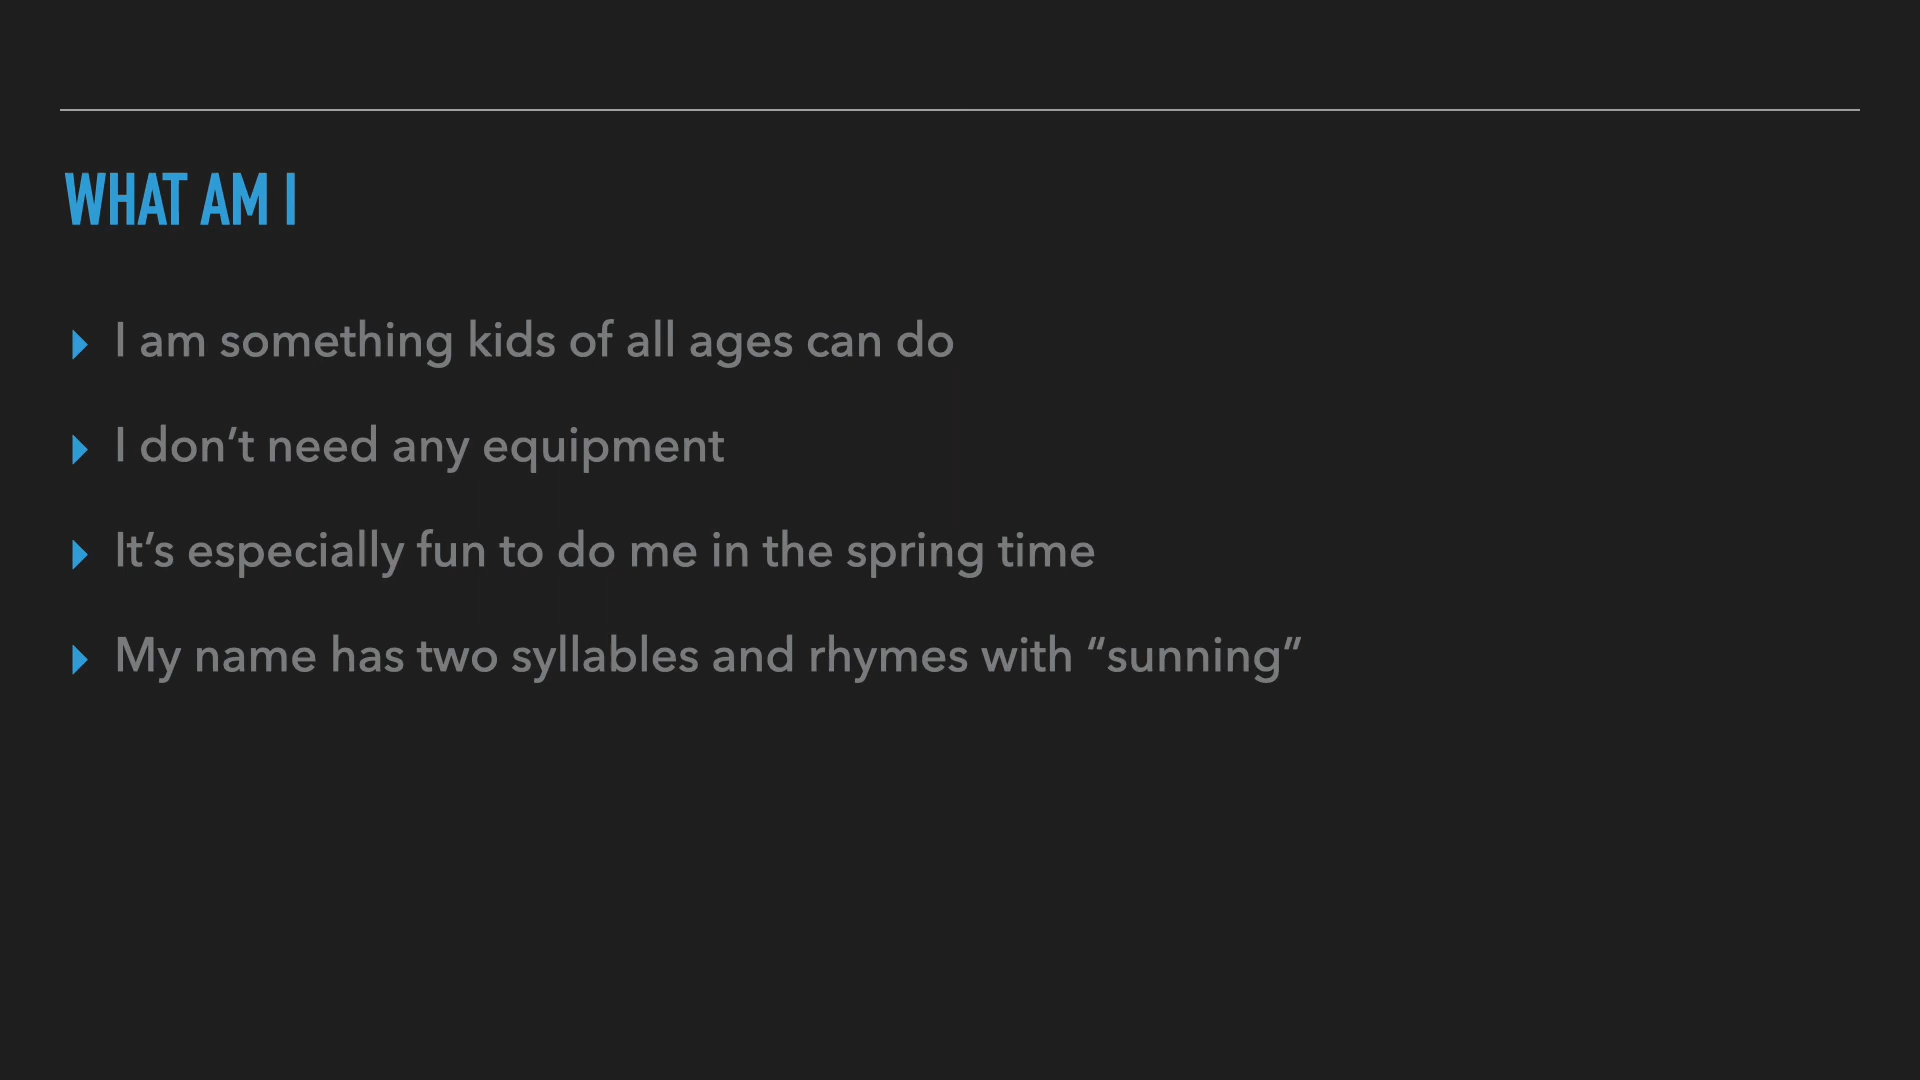 WHAT AM I
I am something kids of all ages can do
I don’t need any equipment
It’s especially fun to do me in the spring time
My name has two syllables and rhymes with “sunning”